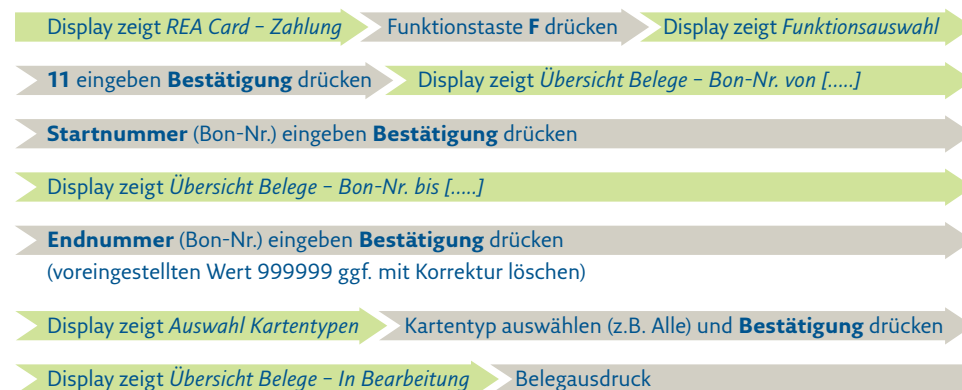 Display zeigt REA Card – Zahlung Funktionstaste F drücken Display zeigt Funktionsauswahl
11 eingeben Bestätigung drücken Display zeigt Übersicht Belege – Bon-Nr. von [.....]
Startnummer (Bon-Nr.) eingeben Bestätigung drücken
Display zeigt Übersicht Belege – Bon-Nr. bis [.....]
Endnummer (Bon-Nr.) eingeben Bestätigung drücken
(voreingestellten Wert 999999 ggf. mit Korrektur löschen)
Display zeigt Auswahl Kartentypen Kartentyp auswählen (z.B. Alle) und Bestätigung drücken
Display zeigt Übersicht Belege – In Bearbeitung Belegausdruck